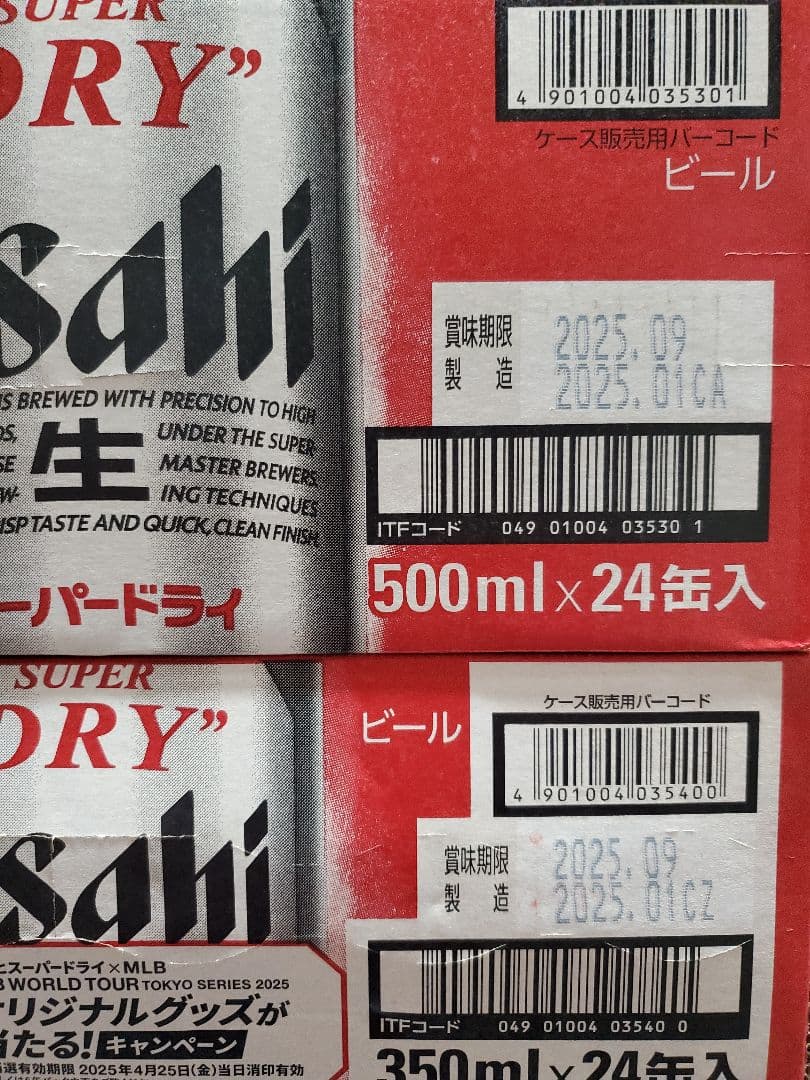 SUPER
DRY”
4 901004 035301
ケース販売用バーコード
ビール
sahi
賞味期限 2025.09
製造 2025.01CA
IS BREWED WITH PRECISION TO HIGH
UNDER THE SUPER
生
MASTER BREWERS.
ING TECHNIQUES
ISP TASTE AND QUICK, CLEAN FINISH.
ITFコード 049 01004 03530 1
ーパードライ
500ml×24缶入
SUPER
DRY”
ビール
ケース販売用バーコード
4 901004 035400
sahi
賞味期限 2025.09
製造 2025.01CZ
ITFコード 049 01004 03540 0
ヒスーパードライ×MLB
B WORLD TOUR TOKYO SERIES 2025
オリジナルグッズが
当たる!キャンペーン
選有効期限 2025年4月25日(金)当日消印有効
350ml×24缶入